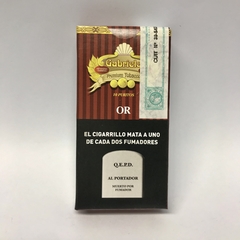 Gabriela
Premium Tobacco
OR
EL CIGARRILLO MATA A UNO
DE CADA DOS FUMADORES
Q.E.P.D.
AL PORTADOR
MUERTO POR
FUMADOR